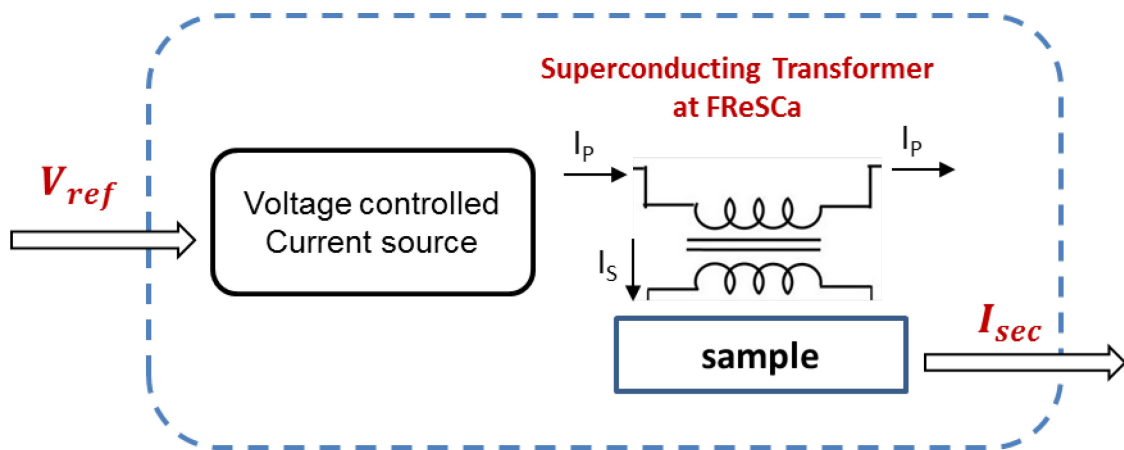 Superconducting Transformer
at FReSCa
V_ref
Voltage controlled
Current source
I_P
I_P
I_S
sample
I_sec